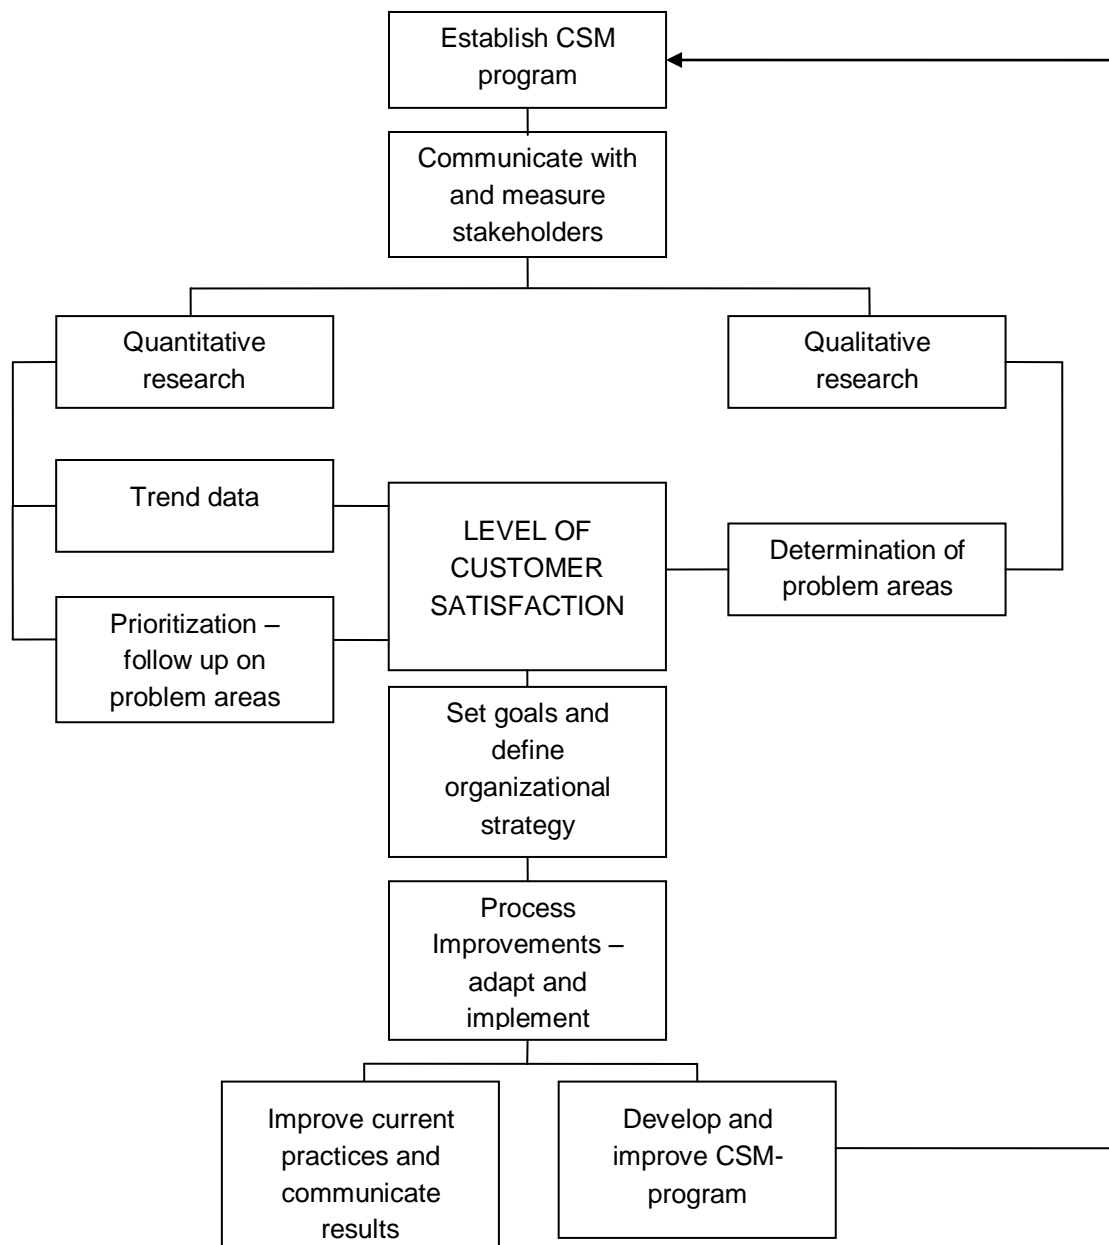 Establish CSM
program
Communicate with
and measure
stakeholders
Quantitative
research
Qualitative
research
Trend data
Prioritization –
follow up on
problem areas
LEVEL OF
CUSTOMER
SATISFACTION
Determination of
problem areas
Set goals and
define
organizational
strategy
Process
Improvements –
adapt and
implement
Improve current
practices and
communicate
results
Develop and
improve CSM-
program